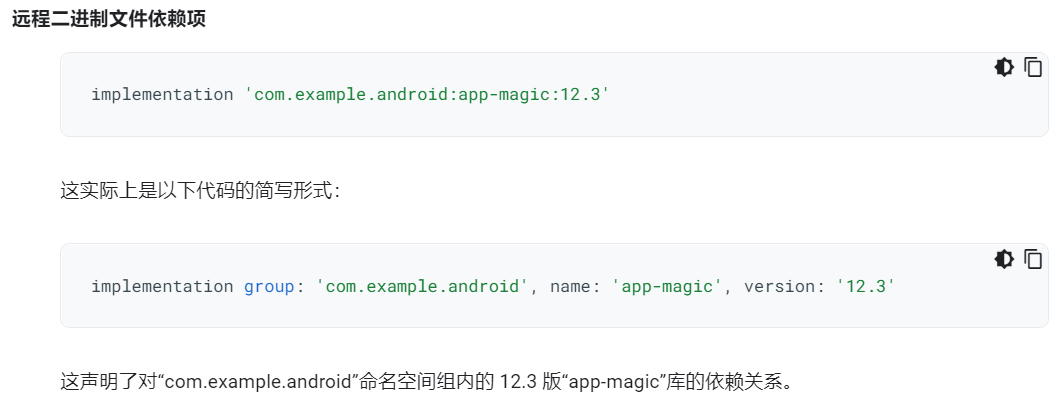 远程二进制文件依赖项
implementation 'com.example.android:app-magic:12.3'
这实际上是以下代码的简写形式：
implementation group: 'com.example.android', name: 'app-magic', version: '12.3'
这声明了对“com.example.android”命名空间组内的 12.3 版“app-magic”库的依赖关系。